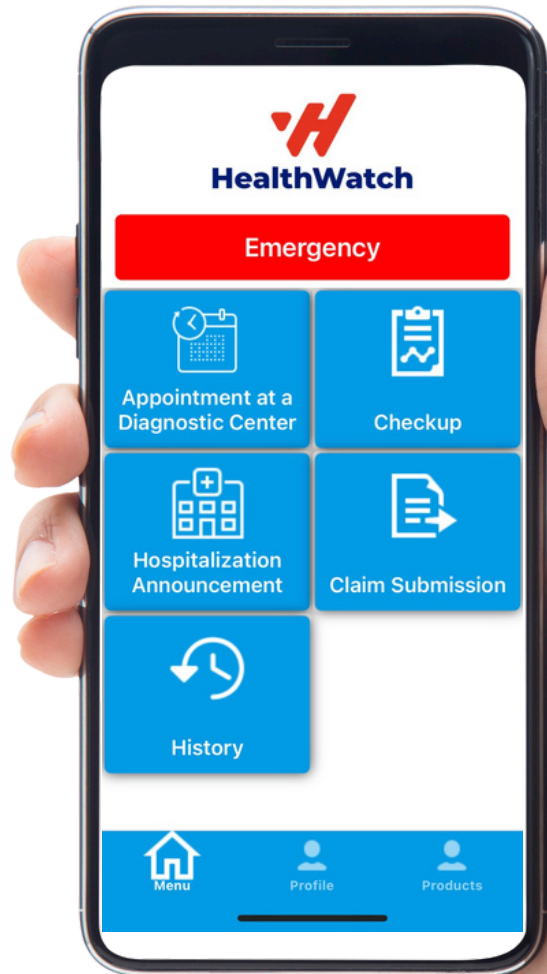 HealthWatch
Emergency
Appointment at a
Diagnostic Center
Checkup
Hospitalization
Announcement
Claim Submission
History
Menu
Profile
Products